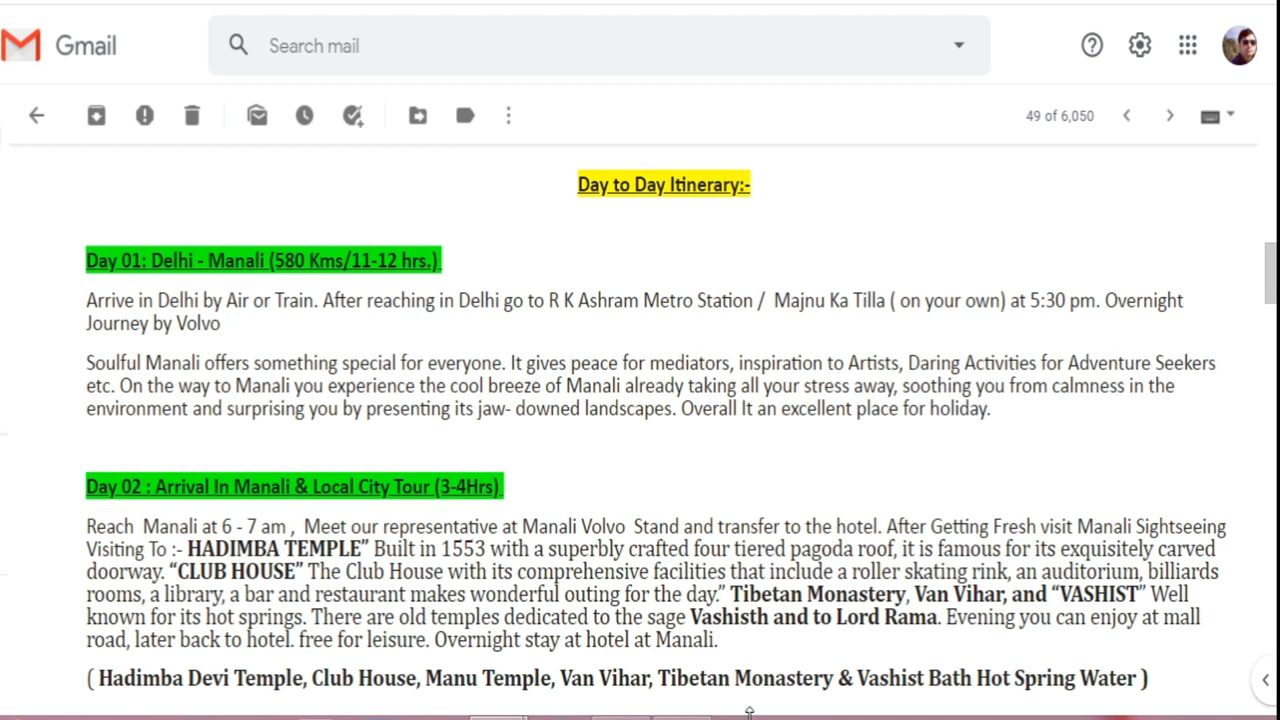 Gmail
Search mail
49 of 6,050
Day to Day Itinerary:-
Day 01: Delhi - Manali (580 Kms/11-12 hrs.)
Arrive in Delhi by Air or Train. After reaching in Delhi go to R K Ashram Metro Station / Majnu Ka Tilla ( on your own) at 5:30 pm. Overnight
Journey by Volvo
Soulful Manali offers something special for everyone. It gives peace for mediators, inspiration to Artists, Daring Activities for Adventure Seekers
etc. On the way to Manali you experience the cool breeze of Manali already taking all your stress away, soothing you from calmness in the
environment and surprising you by presenting its jaw- downed landscapes. Overall It an excellent place for holiday.
Day 02 : Arrival In Manali & Local City Tour (3-4Hrs)
Reach Manali at 6 - 7 am , Meet our representative at Manali Volvo Stand and transfer to the hotel. After Getting Fresh visit Manali Sightseeing
Visiting To :- HADIMBA TEMPLE” Built in 1553 with a superbly crafted four tiered pagoda roof, it is famous for its exquisitely carved
doorway. “CLUB HOUSE” The Club House with its comprehensive facilities that include a roller skating rink, an auditorium, billiards
rooms, a library, a bar and restaurant makes wonderful outing for the day.” Tibetan Monastery, Van Vihar, and “VASHIST” Well
known for its hot springs. There are old temples dedicated to the sage Vashisth and to Lord Rama. Evening you can enjoy at mall
road, later back to hotel. free for leisure. Overnight stay at hotel at Manali.
( Hadimba Devi Temple, Club House, Manu Temple, Van Vihar, Tibetan Monastery & Vashist Bath Hot Spring Water )